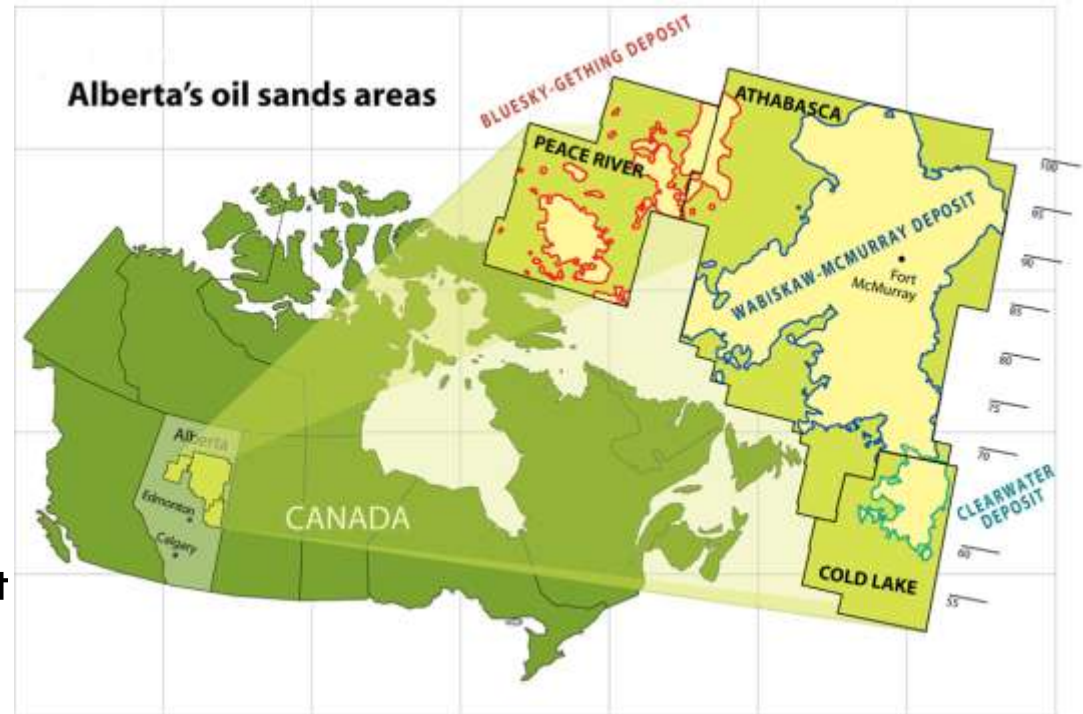 Alberta's oil sands areas
BLUESKY-GETHING DEPOSIT
ATHABASCA
PEACE RIVER
WABISKAW-MCMURRAY DEPOSIT
Fort
McMurray
100
95
90
85
80
75
70
60
55
CLEARWATER
DEPOSIT
COLD LAKE
Alberta
Edmonton
Calgary
CANADA
t